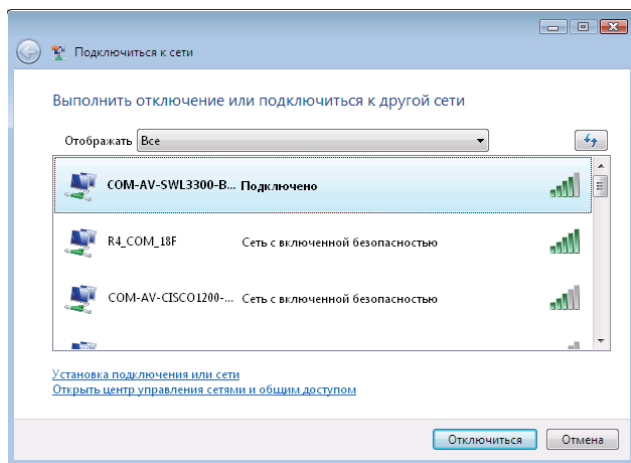 Подключиться к сети
Выполнить отключение или подключиться к другой сети
Отображать Все
COM-AV-SWL3300-B... Подключено
R4_COM_18F Сеть с включенной безопасностью
COM-AV-CISCO1200-... Сеть с включенной безопасностью
Установка подключения или сети
Открыть центр управления сетями и общим доступом
Отключиться Отмена